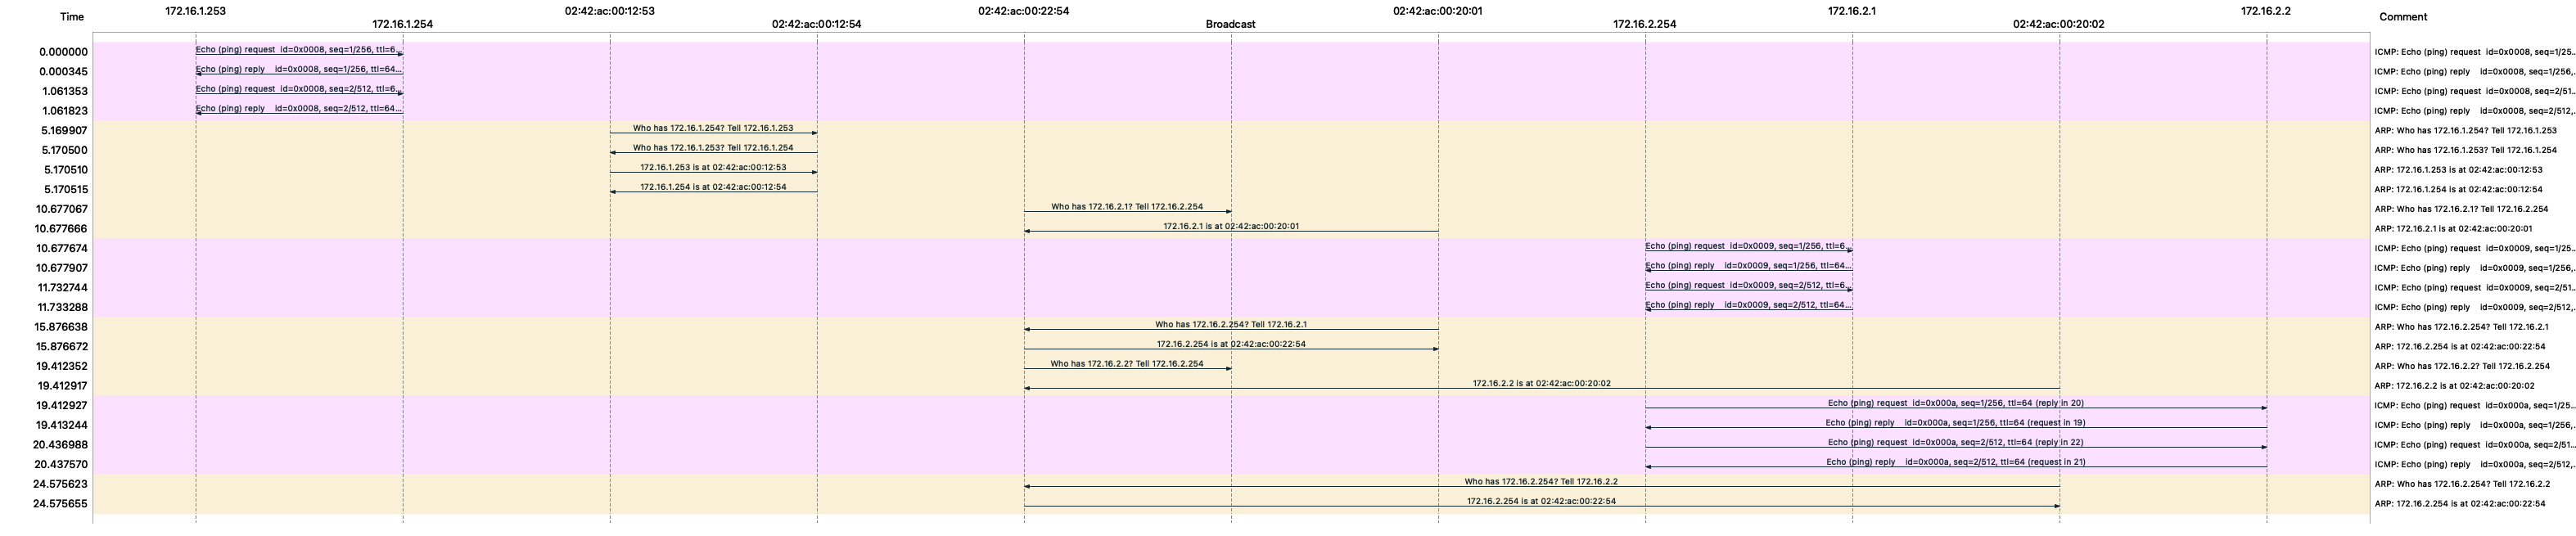 Time 172.16.1.253 02:42:ac:00:12:53 02:42:ac:00:22:54 02:42:ac:00:20:01 172.16.2.1 172.16.2.2 Comment
172.16.1.254 02:42:ac:00:12:54 Broadcast 172.16.2.254 02:42:ac:00:20:02
0.000000 Echo (ping) request id=0x0008, seq=1/256, ttl=6... ICMP: Echo (ping) request id=0x0008, seq=1/25...
0.000345 Echo (ping) reply id=0x0008, seq=1/256, ttl=64... ICMP: Echo (ping) reply id=0x0008, seq=1/256,...
1.061353 Echo (ping) request id=0x0008, seq=2/512, ttl=6... ICMP: Echo (ping) request id=0x0008, seq=2/51...
1.061823 Echo (ping) reply id=0x0008, seq=2/512, ttl=64... ICMP: Echo (ping) reply id=0x0008, seq=2/512,...
5.169907 Who has 172.16.1.254? Tell 172.16.1.253 ARP: Who has 172.16.1.254? Tell 172.16.1.253
5.170500 Who has 172.16.1.253? Tell 172.16.1.254 ARP: Who has 172.16.1.253? Tell 172.16.1.254
5.170510 172.16.1.253 is at 02:42:ac:00:12:53 ARP: 172.16.1.253 is at 02:42:ac:00:12:53
5.170515 172.16.1.254 is at 02:42:ac:00:12:54 ARP: 172.16.1.254 is at 02:42:ac:00:12:54
10.677067 Who has 172.16.2.1? Tell 172.16.2.254 ARP: Who has 172.16.2.1? Tell 172.16.2.254
10.677666 172.16.2.1 is at 02:42:ac:00:20:01 ARP: 172.16.2.1 is at 02:42:ac:00:20:01
10.677674 Echo (ping) request id=0x0009, seq=1/256, ttl=6... ICMP: Echo (ping) request id=0x0009, seq=1/25...
10.677907 Echo (ping) reply id=0x0009, seq=1/256, ttl=64... ICMP: Echo (ping) reply id=0x0009, seq=1/256,...
11.732744 Echo (ping) request id=0x0009, seq=2/512, ttl=6... ICMP: Echo (ping) request id=0x0009, seq=2/51...
11.733288 Echo (ping) reply id=0x0009, seq=2/512, ttl=64... ICMP: Echo (ping) reply id=0x0009, seq=2/512,...
15.876638 Who has 172.16.2.254? Tell 172.16.2.1 ARP: Who has 172.16.2.254? Tell 172.16.2.1
15.876672 172.16.2.254 is at 02:42:ac:00:22:54 ARP: 172.16.2.254 is at 02:42:ac:00:22:54
19.412352 Who has 172.16.2.2? Tell 172.16.2.254 ARP: Who has 172.16.2.2? Tell 172.16.2.254
19.412917 172.16.2.2 is at 02:42:ac:00:20:02 ARP: 172.16.2.2 is at 02:42:ac:00:20:02
19.412927 Echo (ping) request id=0x000a, seq=1/256, ttl=64 (reply in 20) ICMP: Echo (ping) request id=0x000a, seq=1/25...
19.413244 Echo (ping) reply id=0x000a, seq=1/256, ttl=64 (request in 19) ICMP: Echo (ping) reply id=0x000a, seq=1/256,...
20.436988 Echo (ping) request id=0x000a, seq=2/512, ttl=64 (reply in 22) ICMP: Echo (ping) request id=0x000a, seq=2/51...
20.437570 Echo (ping) reply id=0x000a, seq=2/512, ttl=64 (request in 21) ICMP: Echo (ping) reply id=0x000a, seq=2/512,...
24.575623 Who has 172.16.2.254? Tell 172.16.2.2 ARP: Who has 172.16.2.254? Tell 172.16.2.2
24.575655 172.16.2.254 is at 02:42:ac:00:22:54 ARP: 172.16.2.254 is at 02:42:ac:00:22:54